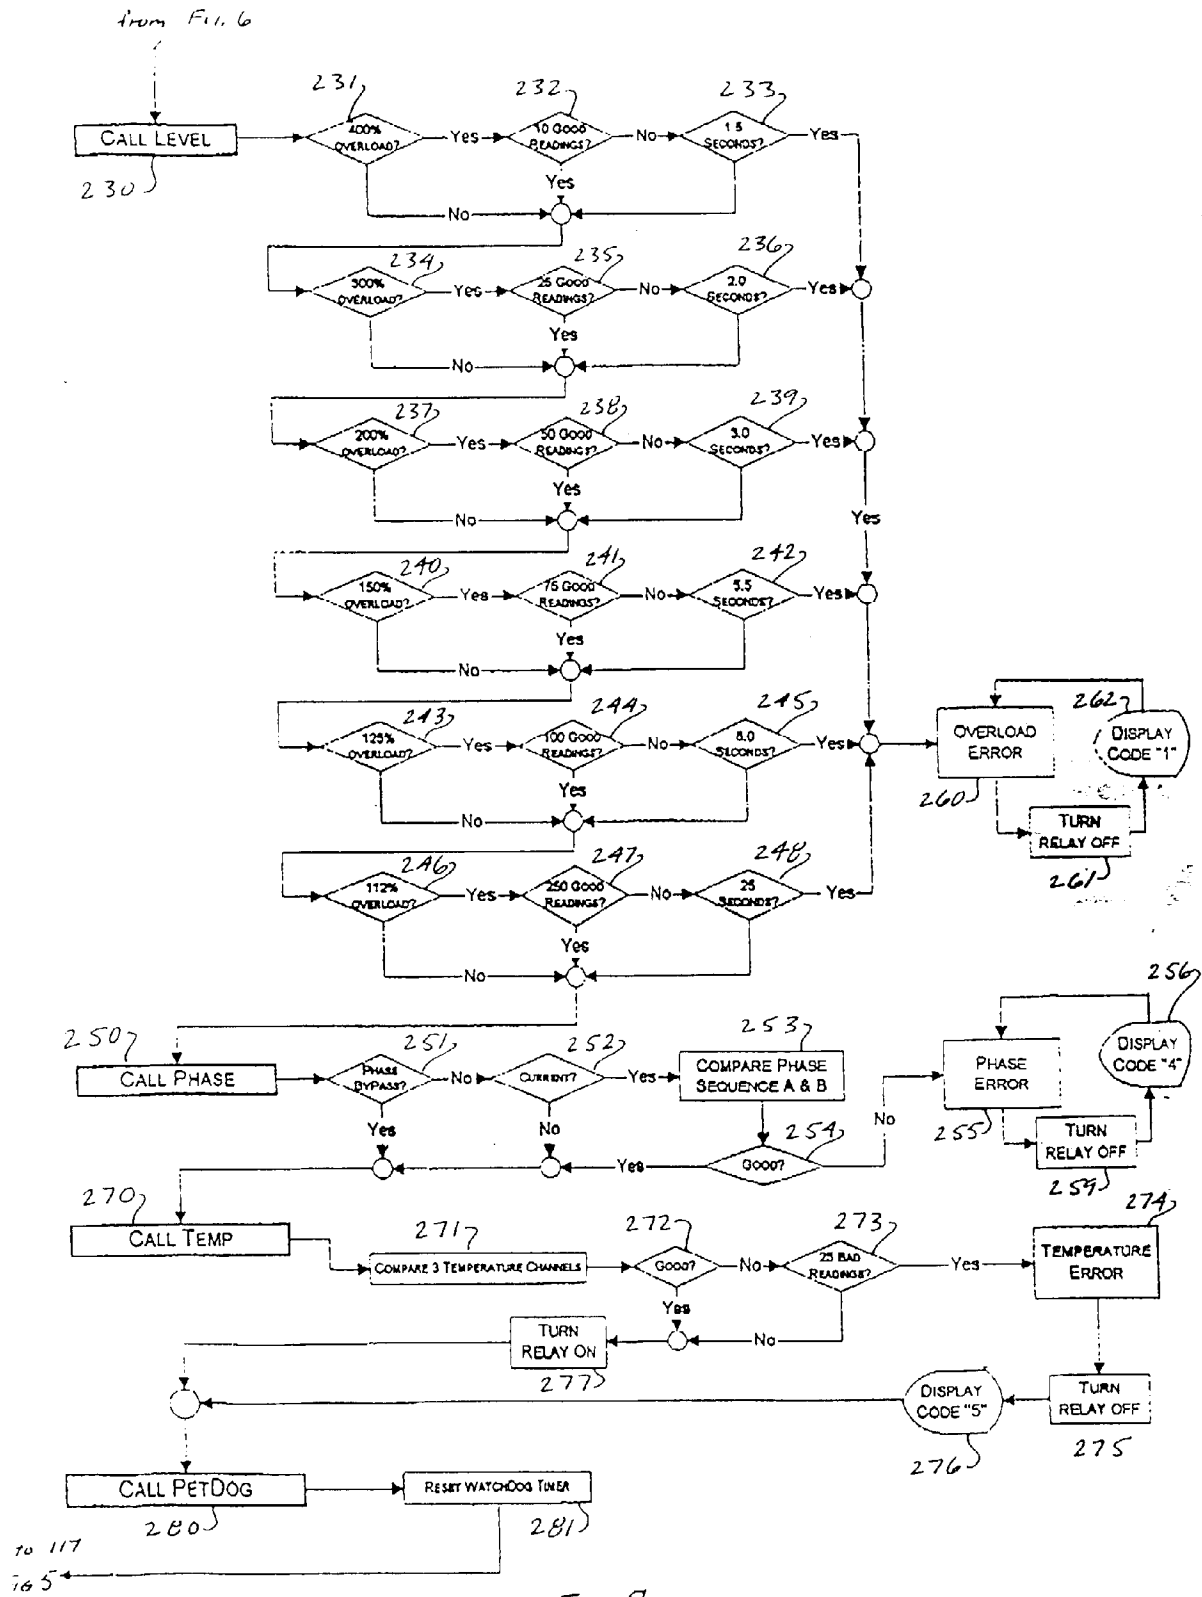 from FIG. 6
231 232 233
CALL LEVEL
400% OVERLOAD?
Yes
10 GOOD READINGS?
No
1.5 SECONDS?
Yes
230
Yes
No
234 235 236
300% OVERLOAD?
Yes
25 GOOD READINGS?
No
2.0 SECONDS?
Yes
Yes
No
237 238 239
200% OVERLOAD?
Yes
50 GOOD READINGS?
No
3.0 SECONDS?
Yes
Yes
No
Yes
240 241 242
150% OVERLOAD?
Yes
75 GOOD READINGS?
No
5.5 SECONDS?
Yes
Yes
No
243 244 245
125% OVERLOAD?
Yes
100 GOOD READINGS?
No
8.0 SECONDS?
Yes
Yes
No
262
OVERLOAD ERROR
DISPLAY CODE "1"
260
TURN RELAY OFF
261
246 247 248
112% OVERLOAD?
Yes
250 GOOD READINGS?
No
25 SECONDS?
Yes
Yes
No
250 251 252 253
CALL PHASE
PHASE BYPASS?
No
CURRENT?
Yes
COMPARE PHASE SEQUENCE A & B
Yes
No
254
GOOD?
Yes
No
256
PHASE ERROR
DISPLAY CODE "4"
255
TURN RELAY OFF
259
270 271 272 273 274
CALL TEMP
COMPARE 3 TEMPERATURE CHANNELS
GOOD?
No
25 BAD READINGS?
Yes
TEMPERATURE ERROR
Yes
No
TURN RELAY ON
277
DISPLAY CODE "5"
276
TURN RELAY OFF
275
CALL PETDOG
RESET WATCHDOG TIMER
280
281
to 117
IG 5